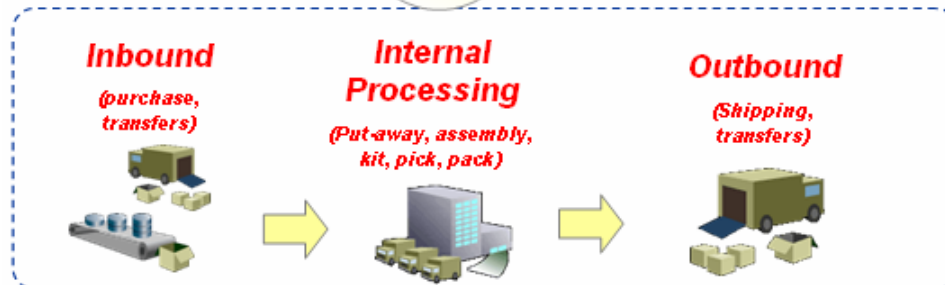 Inbound
(purchase,
transfers)
Internal
Processing
(Put-away, assembly,
kit, pick, pack)
Outbound
(Shipping,
transfers)